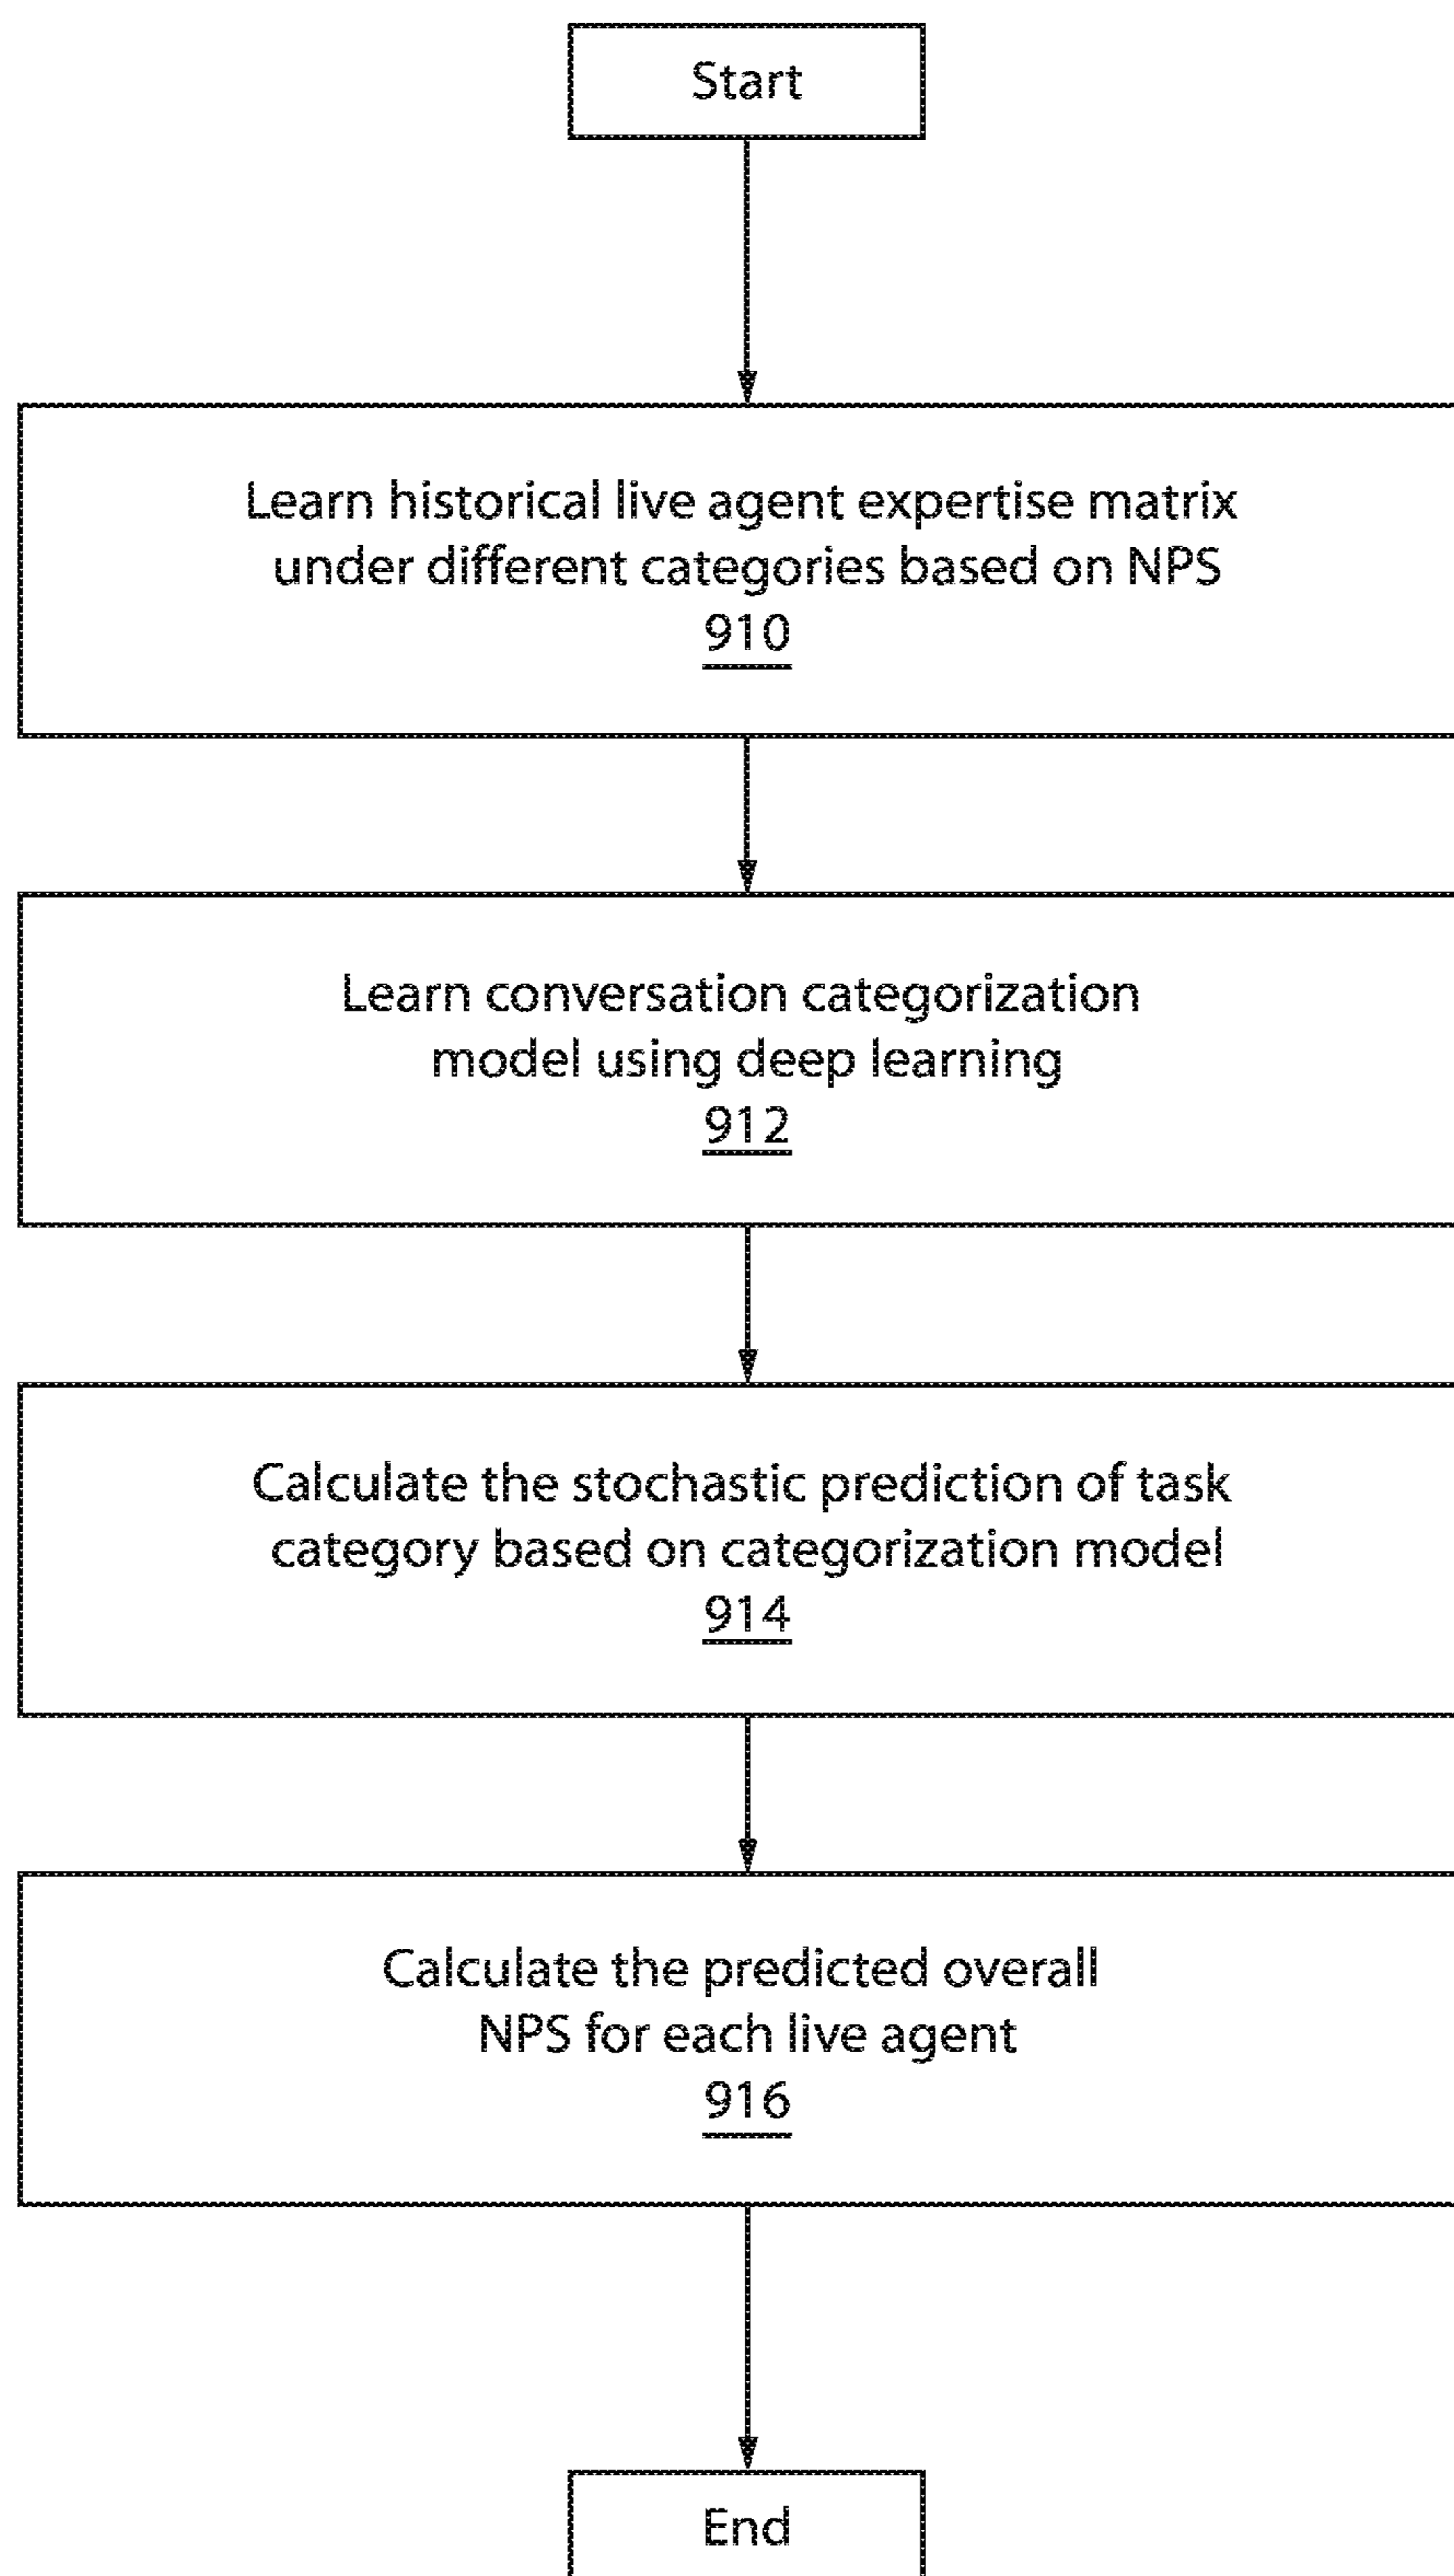 Start
Learn historical live agent expertise matrix
under different categories based on NPS
910
Learn conversation categorization
model using deep learning
912
Calculate the stochastic prediction of task
category based on categorization model
914
Calculate the predicted overall
NPS for each live agent
916
End